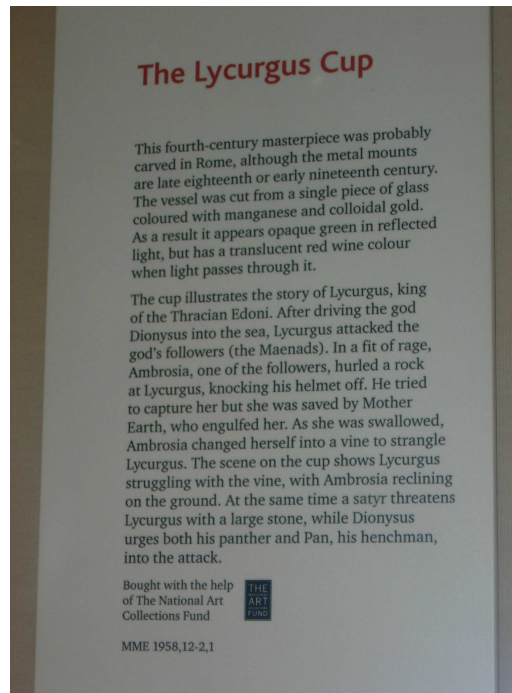 The Lycurgus Cup
This fourth-century masterpiece was probably
carved in Rome, although the metal mounts
are late eighteenth or early nineteenth century.
The vessel was cut from a single piece of glass
coloured with manganese and colloidal gold.
As a result it appears opaque green in reflected
light, but has a translucent red wine colour
when light passes through it.
The cup illustrates the story of Lycurgus, king
of the Thracian Edoni. After driving the god
Dionysus into the sea, Lycurgus attacked the
god's followers (the Maenads). In a fit of rage,
Ambrosia, one of the followers, hurled a rock
at Lycurgus, knocking his helmet off. He tried
to capture her but she was saved by Mother
Earth, who engulfed her. As she was swallowed,
Ambrosia changed herself into a vine to strangle
Lycurgus. The scene on the cup shows Lycurgus
struggling with the vine, with Ambrosia reclining
on the ground. At the same time a satyr threatens
Lycurgus with a large stone, while Dionysus
urges both his panther and Pan, his henchman,
into the attack.
Bought with the help
of The National Art
Collections Fund
THE
ART
FUND
MME 1958,12-2,1